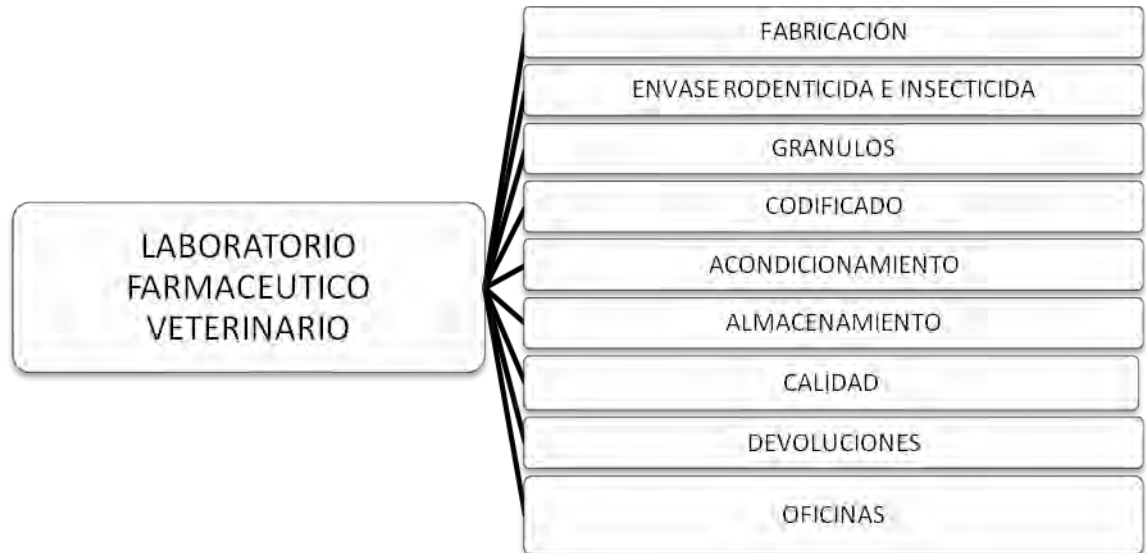 FABRICACIÓN
ENVASE RODENTICIDA E INSECTICIDA
GRANULOS
CODIFICADO
LABORATORIO
FARMACEUTICO
VETERINARIO
ACONDICIONAMIENTO
ALMACENAMIENTO
CALIDAD
DEVOLUCIONES
OFICINAS